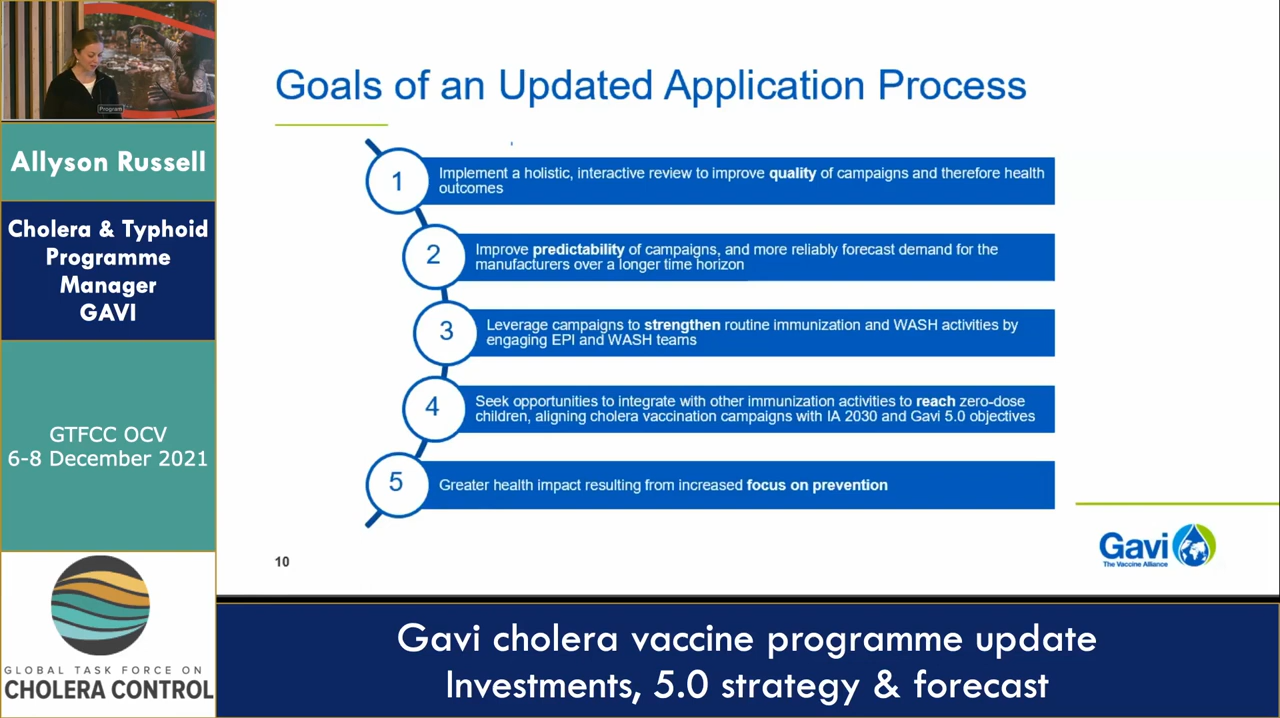 Program
Allyson Russell
Cholera & Typhoid
Programme
Manager
GAVI
GTFCC OCV
6-8 December 2021
GLOBAL TASK FORCE ON
CHOLERA CONTROL
Goals of an Updated Application Process
1
Implement a holistic, interactive review to improve quality of campaigns and therefore health
outcomes
2
Improve predictability of campaigns, and more reliably forecast demand for the
manufacturers over a longer time horizon
3
Leverage campaigns to strengthen routine immunization and WASH activities by
engaging EPI and WASH teams
4
Seek opportunities to integrate with other immunization activities to reach zero-dose
children, aligning cholera vaccination campaigns with IA 2030 and Gavi 5.0 objectives
5
Greater health impact resulting from increased focus on prevention
10
Gavi
The Vaccine Alliance
Gavi cholera vaccine programme update
Investments, 5.0 strategy & forecast